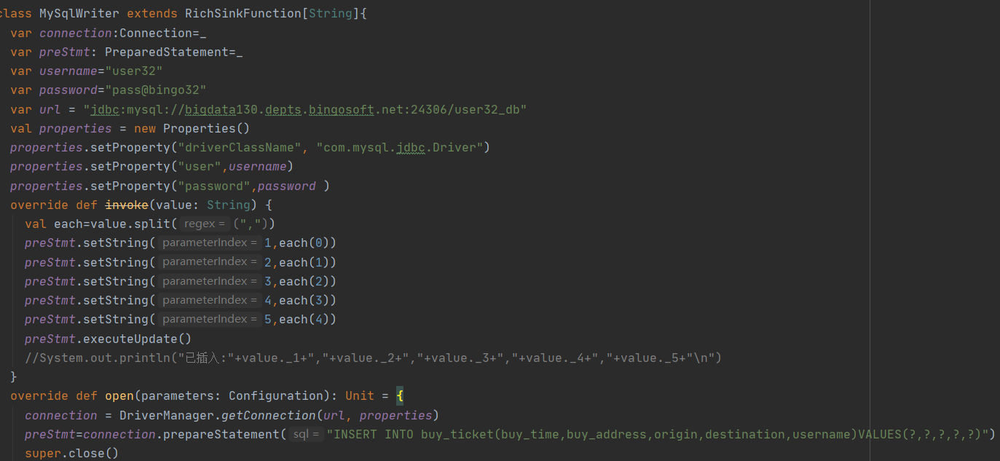 class MySqlWriter extends RichSinkFunction[String]{
var connection:Connection=_
var preStmt: PreparedStatement=_
var username="user32"
var password="pass@bingo32"
var url = "jdbc:mysql://bigdata130.depts.bingosoft.net:24306/user32_db"
val properties = new Properties()
properties.setProperty("driverClassName", "com.mysql.jdbc.Driver")
properties.setProperty("user",username)
properties.setProperty("password",password )
override def invoke(value: String) {
val each=value.split( regex = (","))
preStmt.setString( parameterIndex = 1,each(0))
preStmt.setString( parameterIndex = 2,each(1))
preStmt.setString( parameterIndex = 3,each(2))
preStmt.setString( parameterIndex = 4,each(3))
preStmt.setString( parameterIndex = 5,each(4))
preStmt.executeUpdate()
//System.out.println("已插入:"+value._1+","+value._2+","+value._3+","+value._4+","+value._5+"\n")
}
override def open(parameters: Configuration): Unit = {
connection = DriverManager.getConnection(url, properties)
preStmt=connection.prepareStatement( sql = "INSERT INTO buy_ticket(buy_time,buy_address,origin,destination,username)VALUES(?,?,?,?,?)")
super.close()